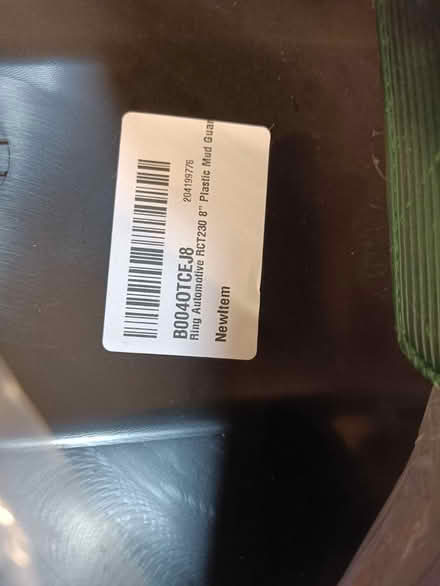 204199776
B0040TCEJ8
Ring Automotive RCT230 8" Plastic Mud Guar
NewItem